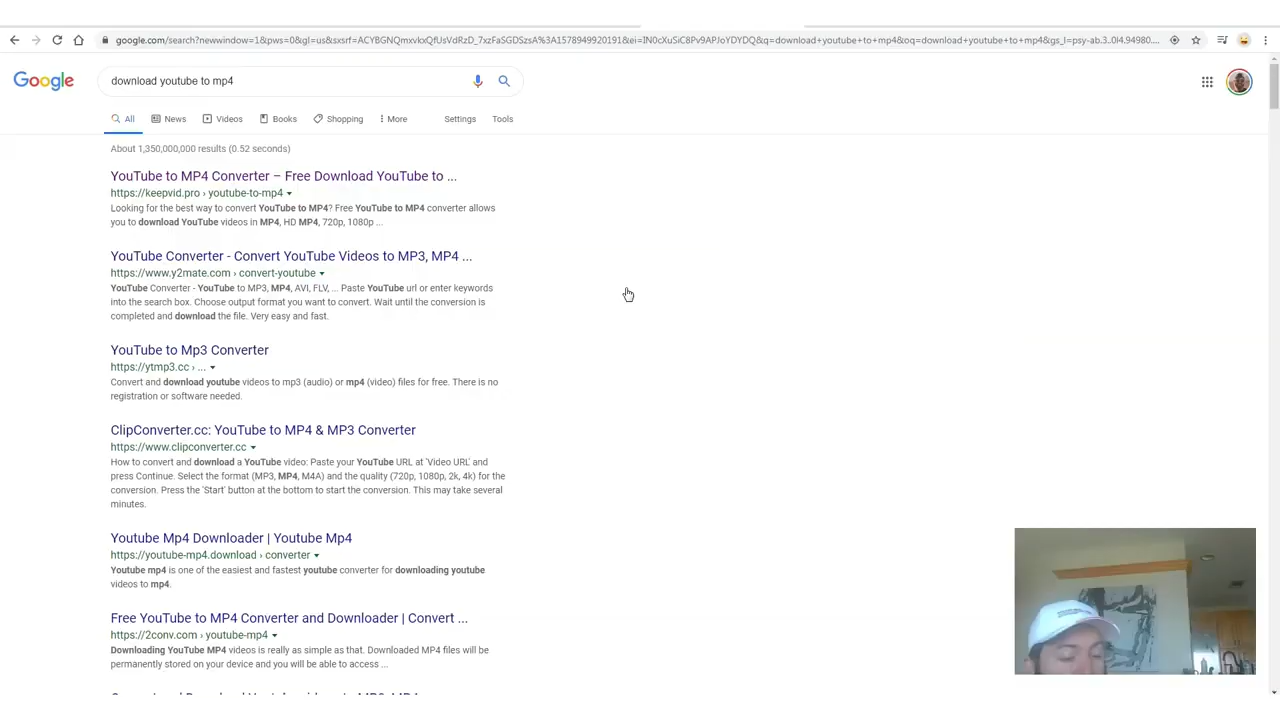 google.com/search?newwindow=1&pws=0&gl=us&sxsrf=ACYBGNQmxvkxQfUsVdRzD_7xzFaSGDSzsA%3A1578949920191&ei=IN0cXuSiC8Pv9APJoYDYDQ&q=download+youtube+to+mp4&oq=download+youtube+to+mp4&gs_l=psy-ab.3..0l4.94980....
Google
download youtube to mp4
All News Videos Books Shopping More Settings Tools
About 1,350,000,000 results (0.52 seconds)
YouTube to MP4 Converter – Free Download YouTube to ...
https://keepvid.pro › youtube-to-mp4
Looking for the best way to convert YouTube to MP4? Free YouTube to MP4 converter allows
you to download YouTube videos in MP4, HD MP4, 720p, 1080p ...
YouTube Converter - Convert YouTube Videos to MP3, MP4 ...
https://www.y2mate.com › convert-youtube
YouTube Converter - YouTube to MP3, MP4, AVI, FLV, ... Paste YouTube url or enter keywords
into the search box. Choose output format you want to convert. Wait until the conversion is
completed and download the file. Very easy and fast.
YouTube to Mp3 Converter
https://ytmp3.cc › ...
Convert and download youtube videos to mp3 (audio) or mp4 (video) files for free. There is no
registration or software needed.
ClipConverter.cc: YouTube to MP4 & MP3 Converter
https://www.clipconverter.cc
How to convert and download a YouTube video: Paste your YouTube URL at 'Video URL' and
press Continue. Select the format (MP3, MP4, M4A) and the quality (720p, 1080p, 2k, 4k) for the
conversion. Press the 'Start' button at the bottom to start the conversion. This may take several
minutes.
Youtube Mp4 Downloader | Youtube Mp4
https://youtube-mp4.download › converter
Youtube mp4 is one of the easiest and fastest youtube converter for downloading youtube
videos to mp4.
Free YouTube to MP4 Converter and Downloader | Convert ...
https://2conv.com › youtube-mp4
Downloading YouTube MP4 videos is really as simple as that. Downloaded MP4 files will be
permanently stored on your device and you will be able to access ...